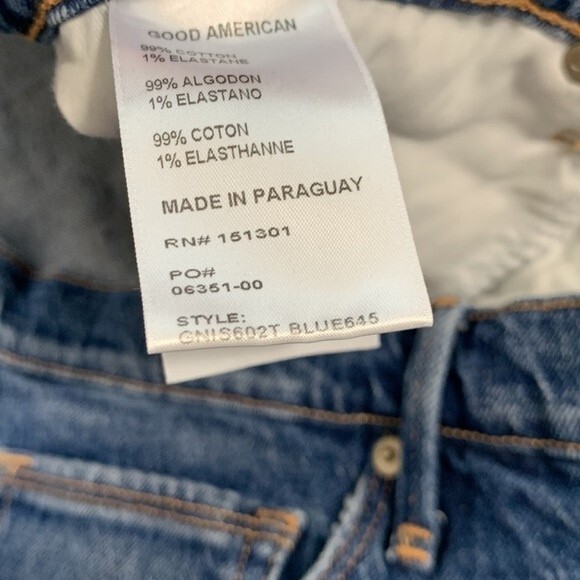 GOOD AMERICAN
99% COTTON
1% ELASTANE
99% ALGODON
1% ELASTANO
99% COTON
1% ELASTHANNE
MADE IN PARAGUAY
RN# 151301
PO#
06351-00
STYLE:
GNIS602T BLUE645